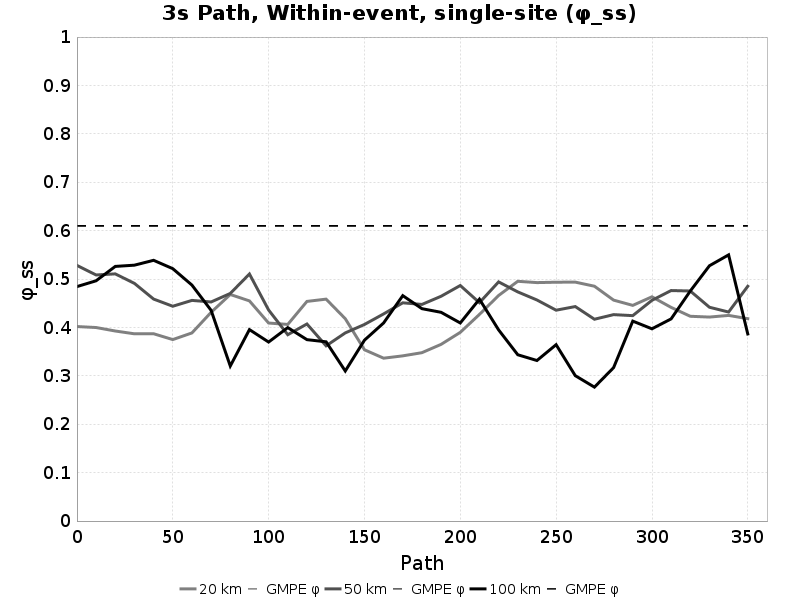 3s Path, Within-event, single-site (φ_ss)
1
0.9
0.8
0.7
0.6
0.5
0.4
0.3
0.2
0.1
0
φ_ss
0 50 100 150 200 250 300 350
Path
20 km GMPE φ 50 km GMPE φ 100 km GMPE φ